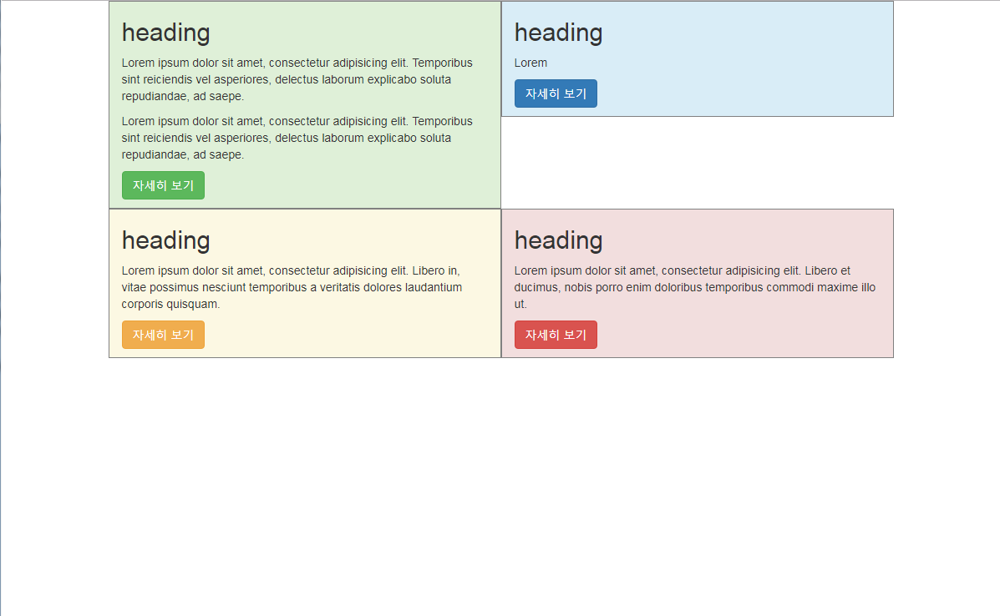 heading
Lorem ipsum dolor sit amet, consectetur adipisicing elit. Temporibus
sint reiciendis vel asperiores, delectus laborum explicabo soluta
repudiandae, ad saepe.
Lorem ipsum dolor sit amet, consectetur adipisicing elit. Temporibus
sint reiciendis vel asperiores, delectus laborum explicabo soluta
repudiandae, ad saepe.
자세히 보기
heading
Lorem
자세히 보기
heading
Lorem ipsum dolor sit amet, consectetur adipisicing elit. Libero in,
vitae possimus nesciunt temporibus a veritatis dolores laudantium
corporis quisquam.
자세히 보기
heading
Lorem ipsum dolor sit amet, consectetur adipisicing elit. Libero et
ducimus, nobis porro enim doloribus temporibus commodi maxime illo
ut.
자세히 보기